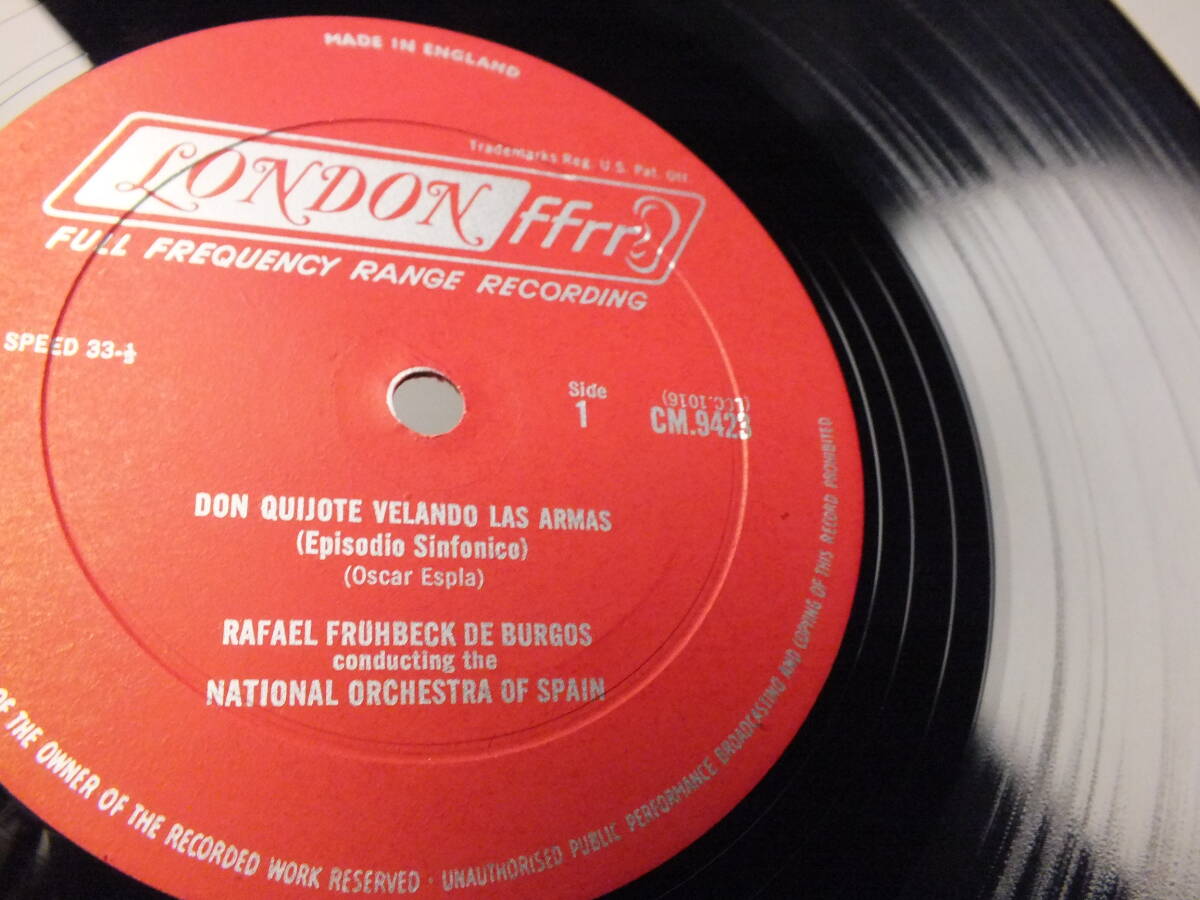 MADE IN ENGLAND
Trademarks Reg. U.S. Pat. Off
LONDON ffrr
FULL FREQUENCY RANGE RECORDING
SPEED 33-⅓
Side
1
(LCC.1016)
CM.9423
DON QUIJOTE VELANDO LAS ARMAS
(Episodio Sinfonico)
(Oscar Espla)
RAFAEL FRÜHBECK DE BURGOS
conducting the
NATIONAL ORCHESTRA OF SPAIN
OF THE OWNER OF THE RECORDED WORK RESERVED · UNAUTHORISED PUBLIC PERFORMANCE BROADCASTING AND COPYING OF THIS RECORD PROHIBITED